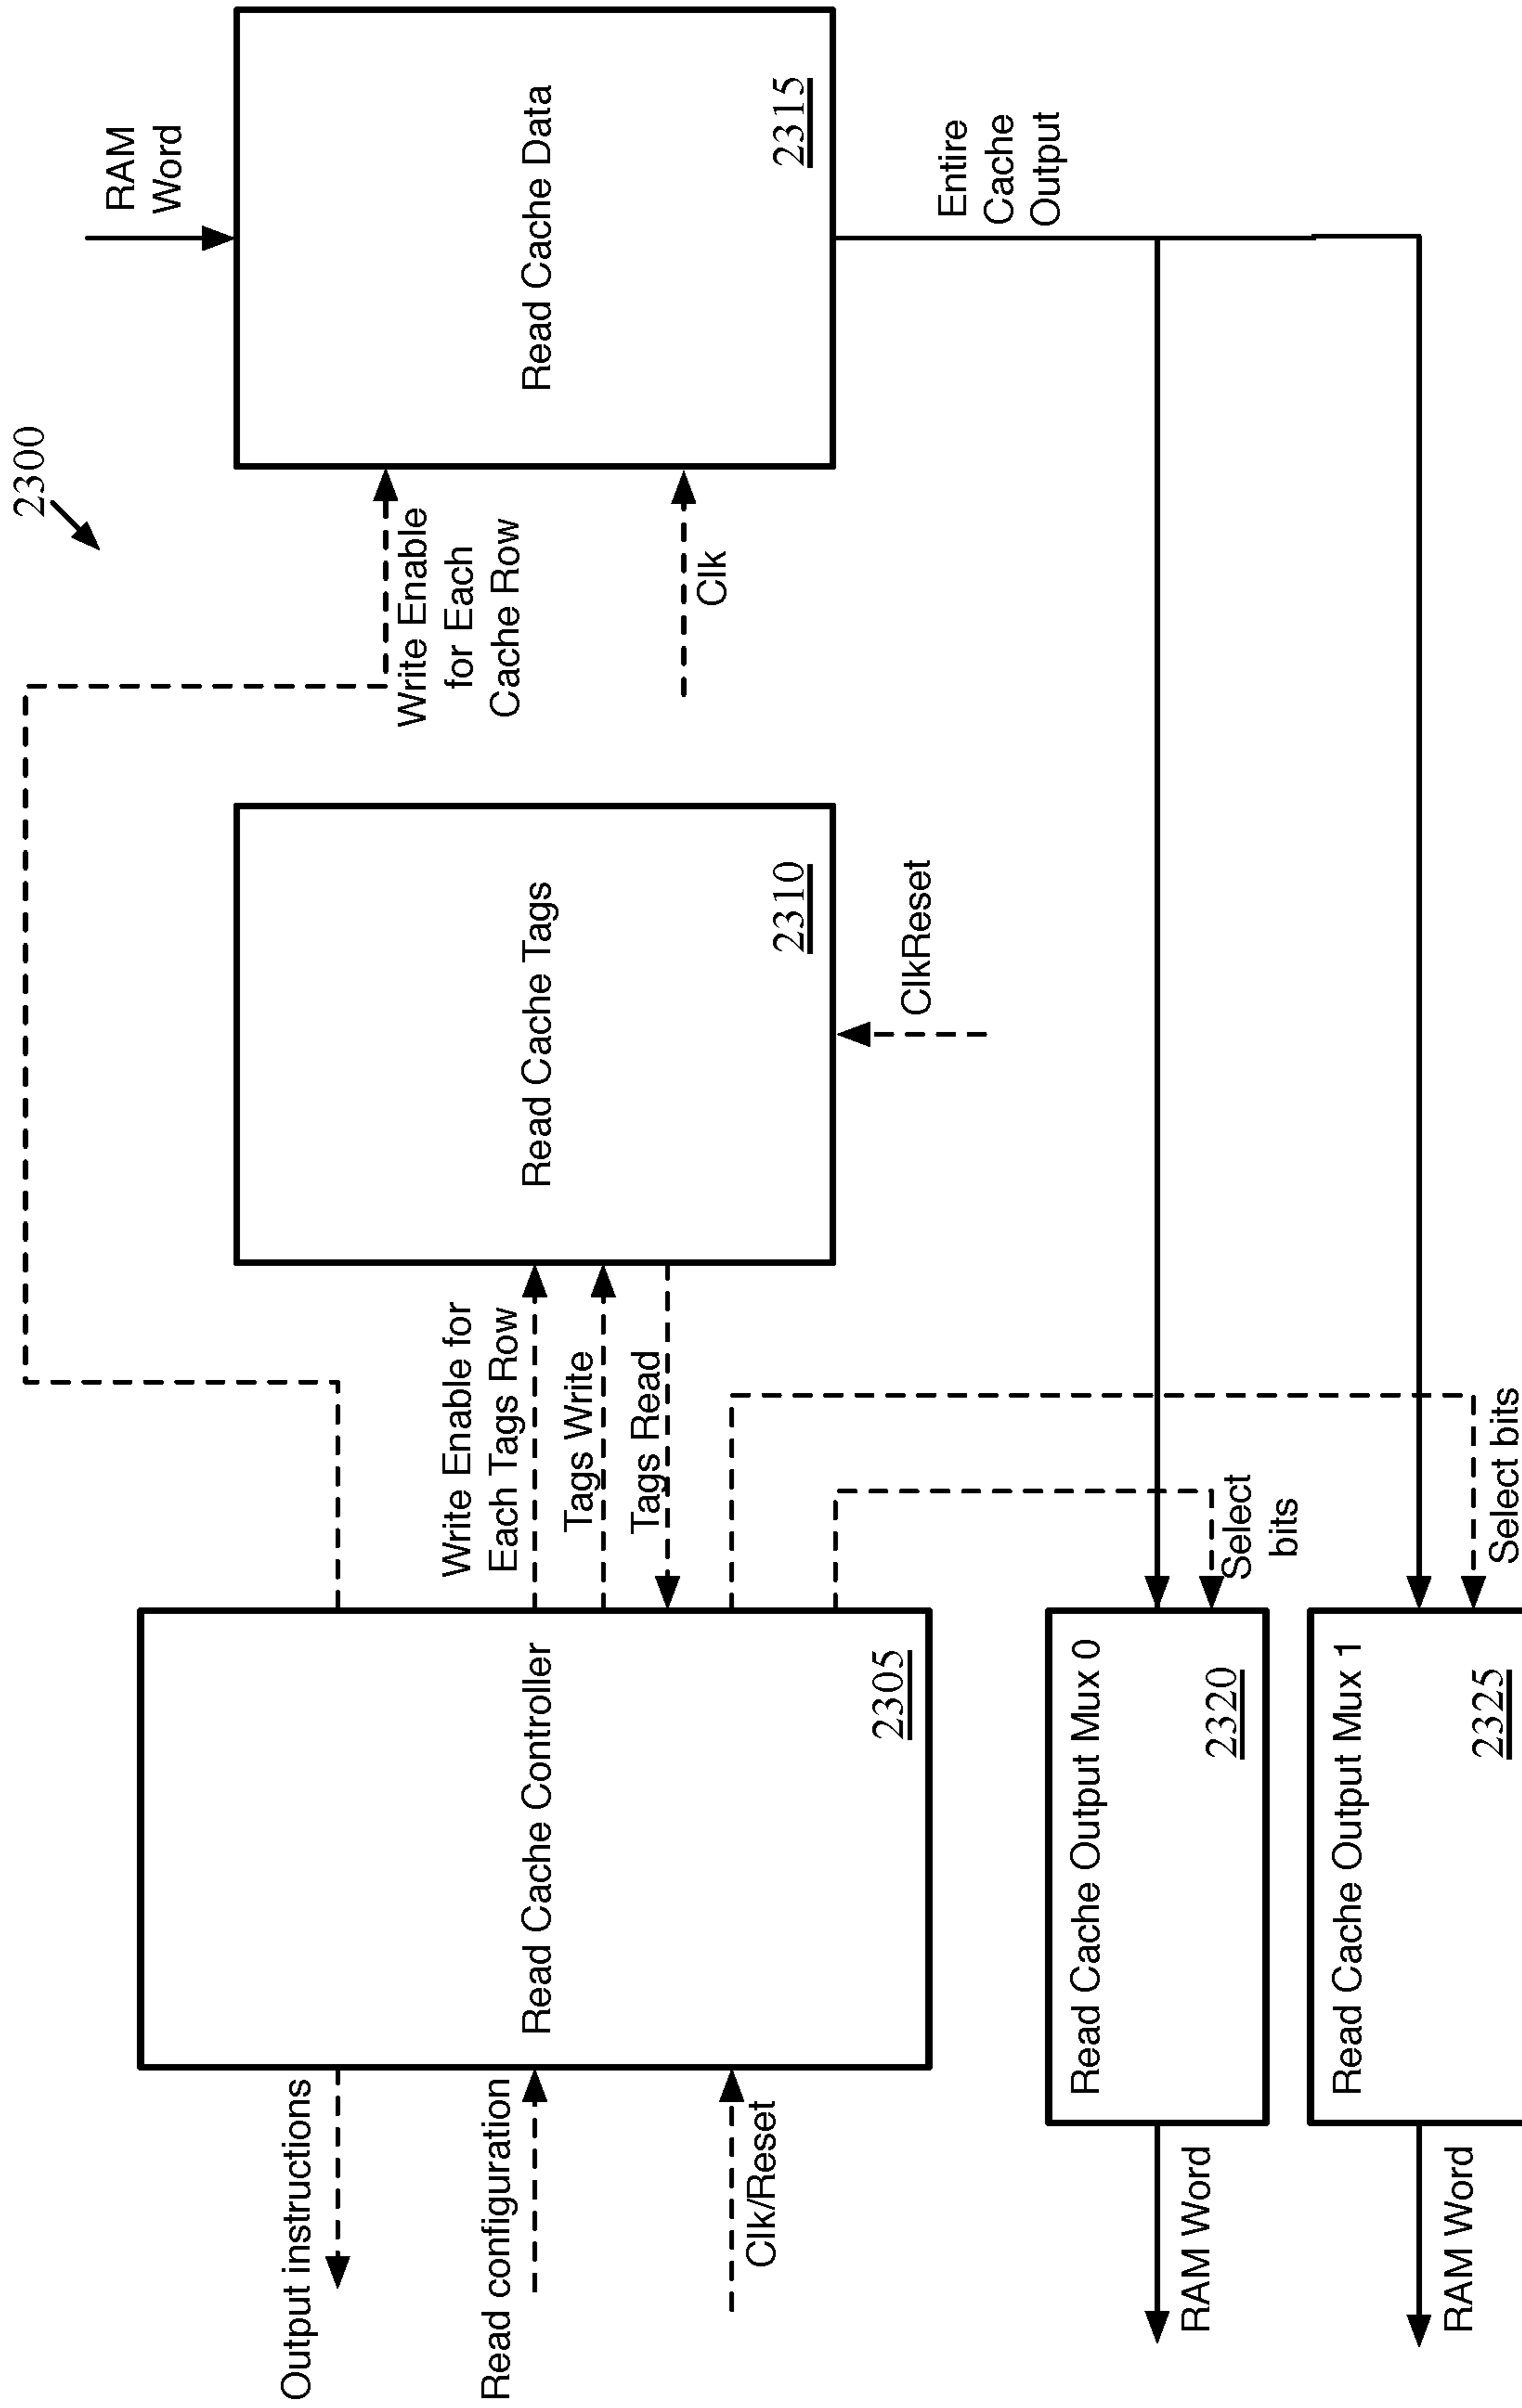 2300
RAM
Word
Read Cache Data
2315
Write Enable
for Each
Cache Row
Clk
Entire
Cache
Output
Read Cache Tags
2310
ClkReset
Write Enable for
Each Tags Row
Tags Write
Tags Read
Read Cache Controller
2305
Output instructions
Read configuration
Clk/Reset
Select
bits
Read Cache Output Mux 0
2320
RAM Word
Select bits
Read Cache Output Mux 1
2325
RAM Word